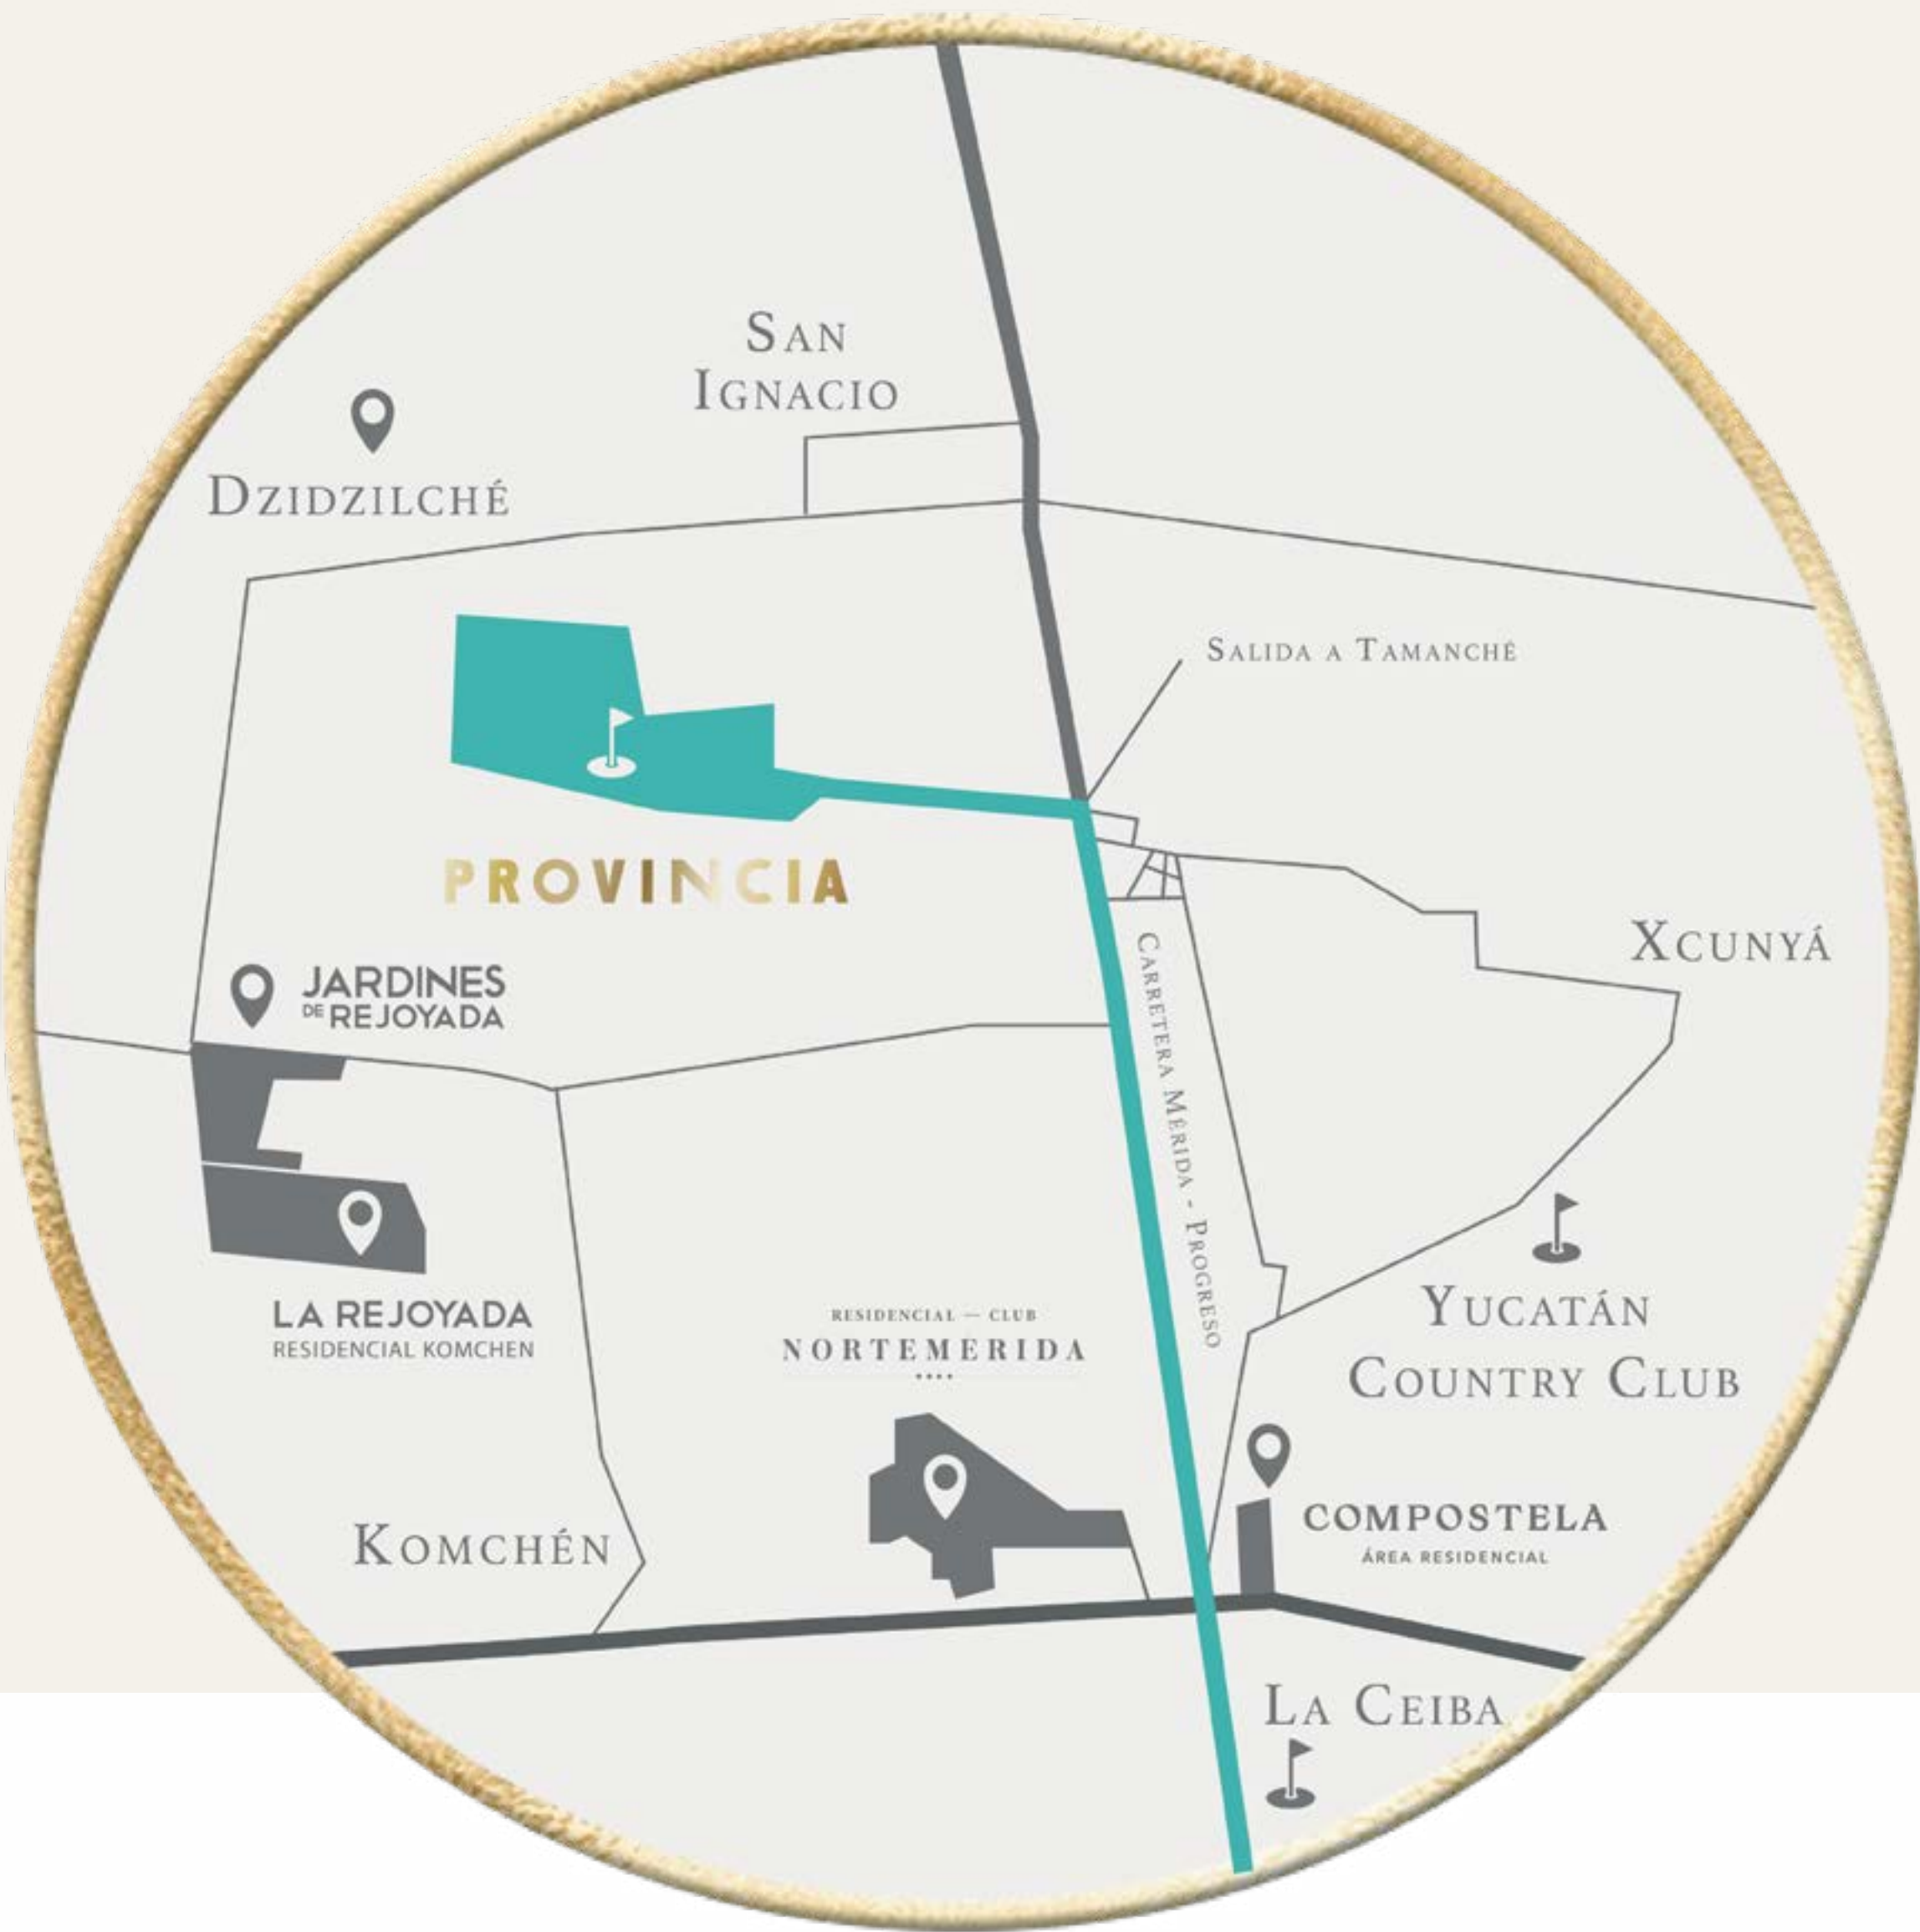 SAN
IGNACIO
DZIDZILCHÉ
SALIDA A TAMANCHÉ
PROVINCIA
XCUNYÁ
JARDINES
DE REJOYADA
CARRETERA MÉRIDA - PROGRESO
LA REJOYADA
RESIDENCIAL KOMCHEN
RESIDENCIAL — CLUB
NORTEMERIDA
YUCATÁN
COUNTRY CLUB
COMPOSTELA
ÁREA RESIDENCIAL
KOMCHÉN
LA CEIBA